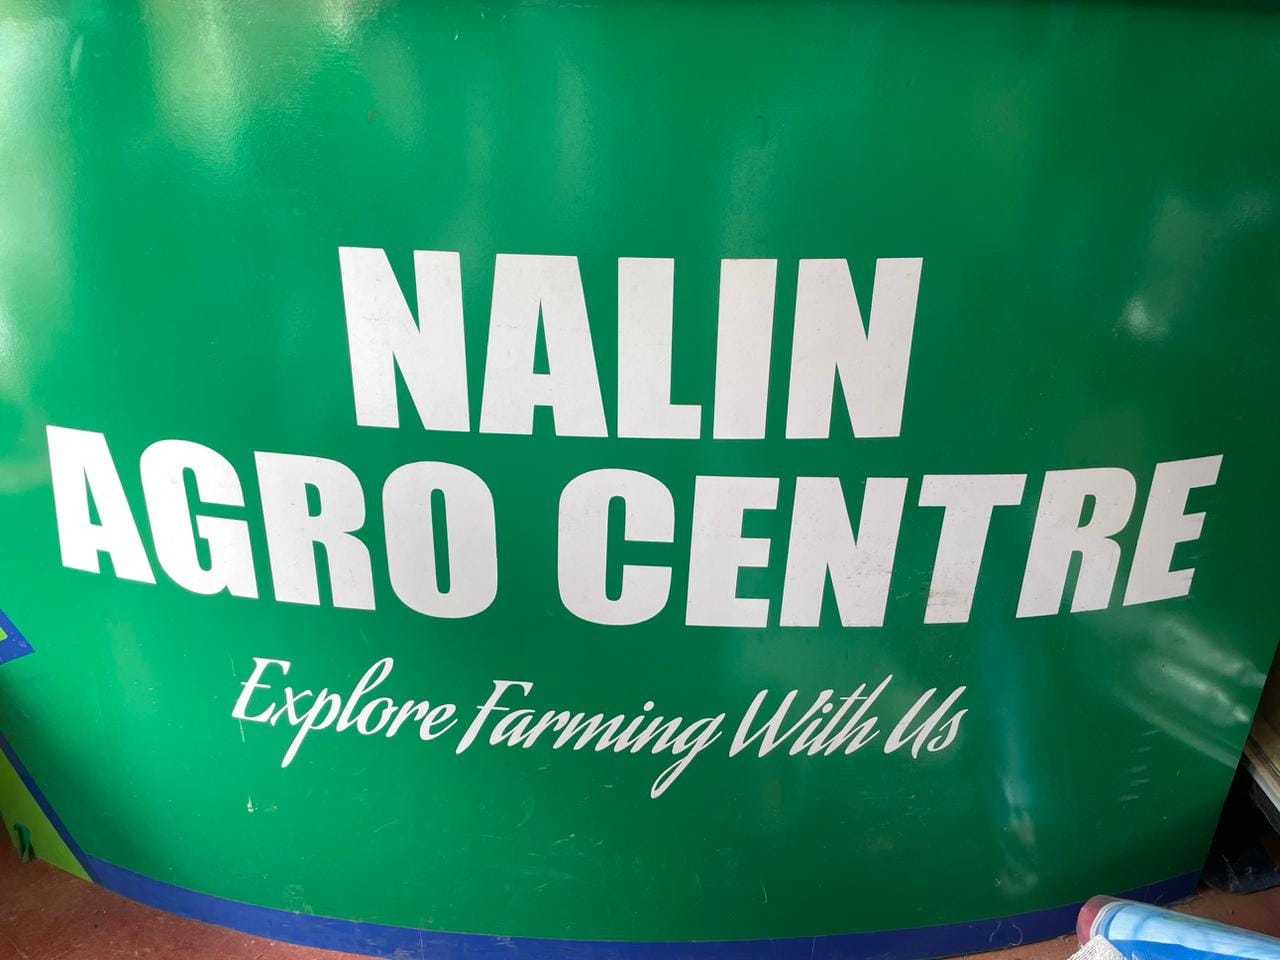 NALIN
AGRO CENTRE
Explore Farming With Us